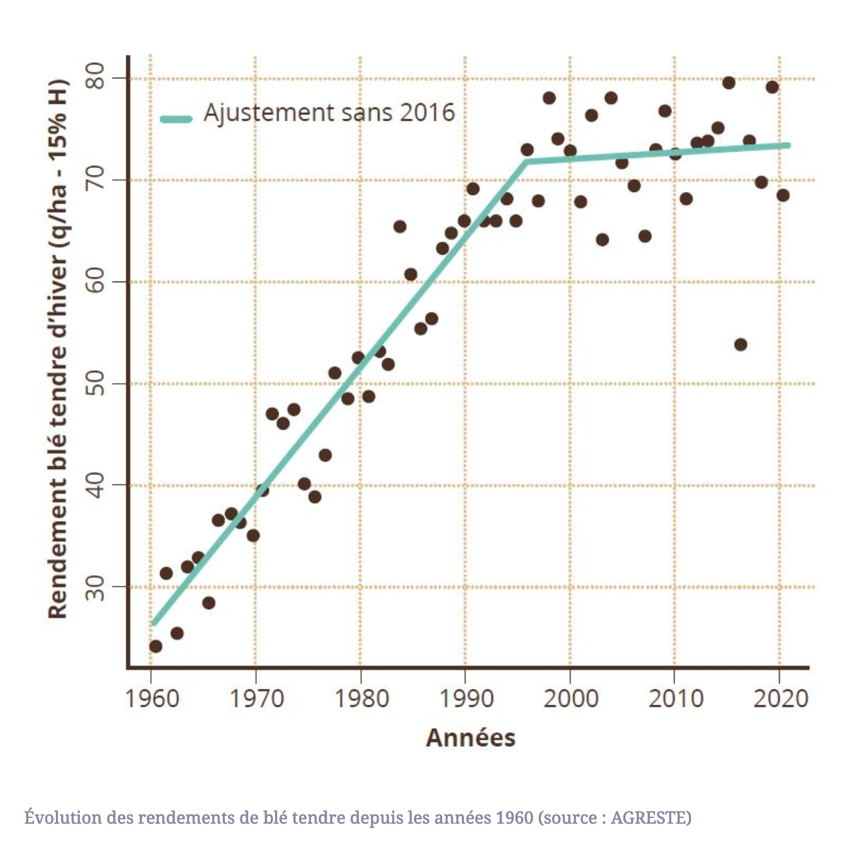 Rendement blé tendre d'hiver (q/ha - 15% H)
80
70
60
50
40
30
Ajustement sans 2016
1960 1970 1980 1990 2000 2010 2020
Années
Évolution des rendements de blé tendre depuis les années 1960 (source : AGRESTE)